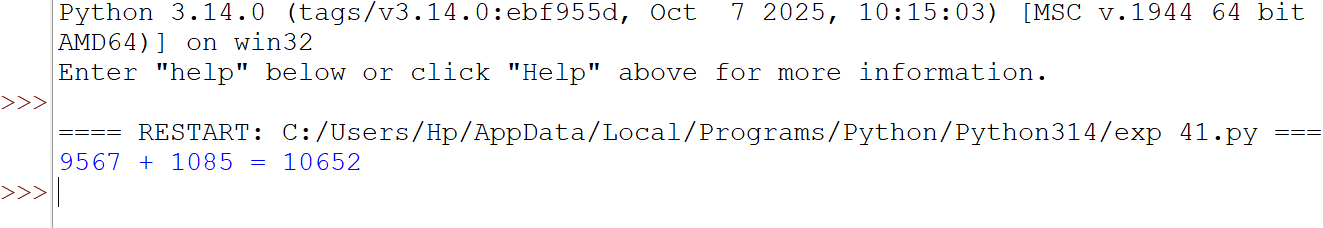 Python 3.14.0 (tags/v3.14.0:ebf955d, Oct  7 2025, 10:15:03) [MSC v.1944 64 bit
AMD64)] on win32
Enter "help" below or click "Help" above for more information.
>>>
==== RESTART: C:/Users/Hp/AppData/Local/Programs/Python/Python314/exp 41.py ===
9567 + 1085 = 10652
>>>